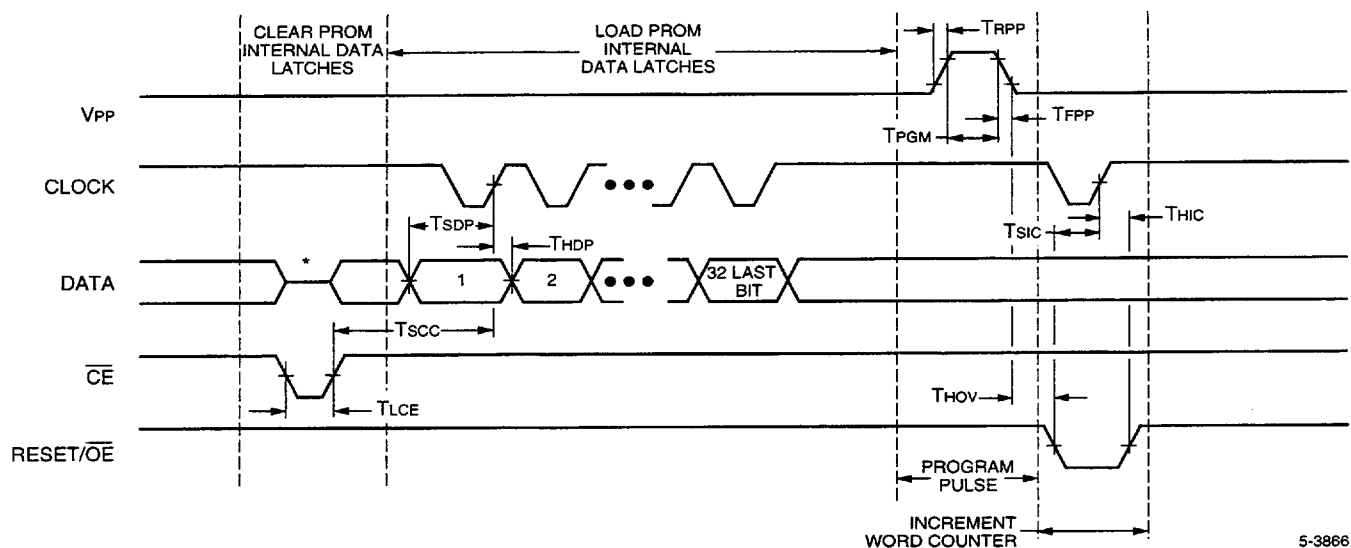 CLEAR PROM
INTERNAL DATA
LATCHES
LOAD PROM
INTERNAL
DATA LATCHES
TRPP
VPP
TFPP
TPGM
CLOCK
TSDP
THDP
TSIC
THIC
DATA
*
1
2
32 LAST
BIT
TSCC
CE
TLCE
THOV
RESET/OE
PROGRAM
PULSE
INCREMENT
WORD COUNTER
5-3866